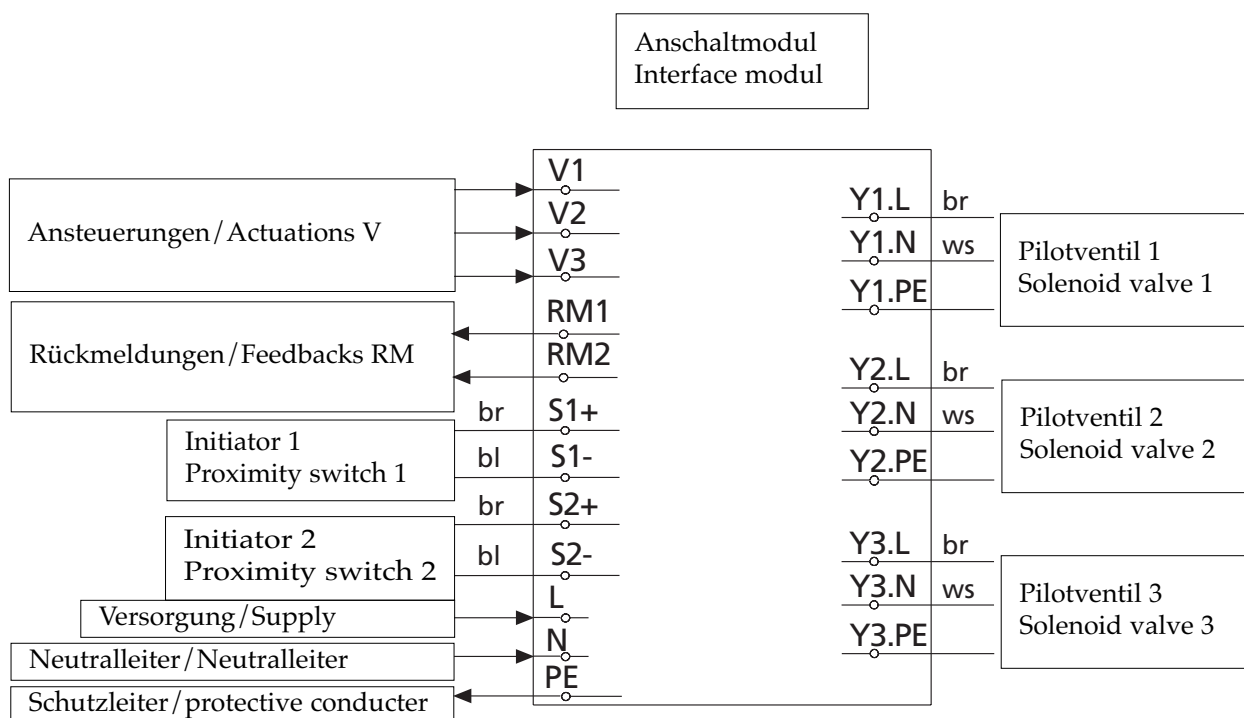 Anschaltmodul
Interface modul
Ansteuerungen/Actuations V
Rückmeldungen/Feedbacks RM
Initiator 1
Proximity switch 1
Initiator 2
Proximity switch 2
Versorgung/Supply
Neutralleiter/Neutralleiter
Schutzleiter/protective conducter
br
bl
br
bl
V1
V2
V3
RM1
RM2
S1+
S1-
S2+
S2-
L
N
PE
Y1.L br
Y1.N ws
Y1.PE
Y2.L br
Y2.N ws
Y2.PE
Y3.L br
Y3.N ws
Y3.PE
Pilotventil 1
Solenoid valve 1
Pilotventil 2
Solenoid valve 2
Pilotventil 3
Solenoid valve 3